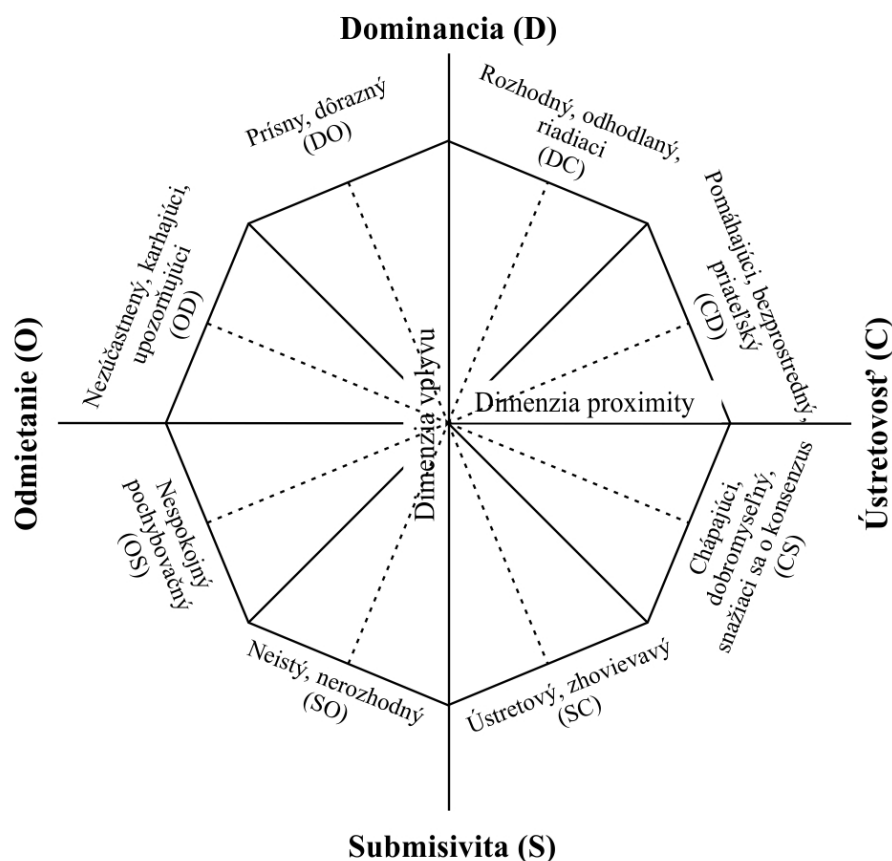 Dominancia (D)
Prísny, dôrazný
(DO)
Rozhodný, odhodlaný,
riadiaci
(DC)
Nezúčastnený, karhajúci,
upozorňujúci
(OD)
Pomáhajúci, bezprostredný,
priateľský
(CD)
Odmietanie (O)
Dimenzia vplyvu
Dimenzia proximity
Ústretovosť (C)
Nespokojný
pochybovačný
(OS)
Chápajúci,
dobromyseľný,
snažiaci sa o konsenzus
(CS)
Neistý, nerozhodný
(SO)
Ústretový, zhovievavý
(SC)
Submisivita (S)